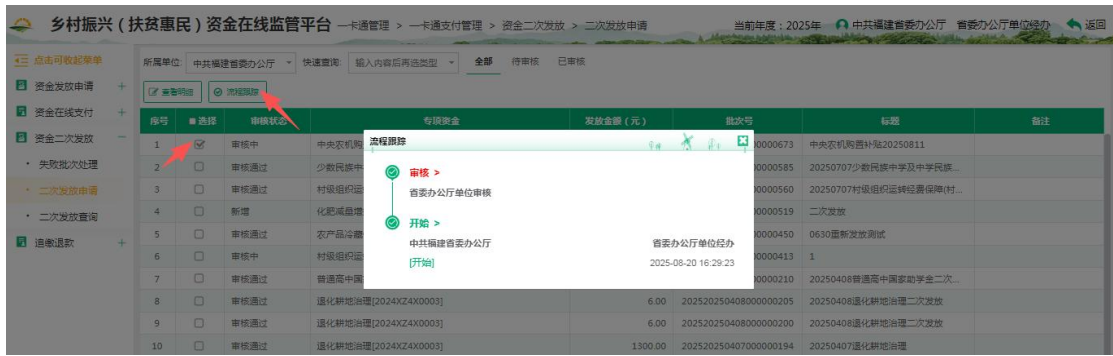 乡村振兴（扶贫惠民）资金在线监管平台 一卡通管理 > 一卡通支付管理 > 资金二次发放 > 二次发放申请 当前年度：2025年 中共福建省委办公厅 省委办公厅单位经办 返回
点击可收起菜单
资金发放申请 +
资金在线支付 +
资金二次发放 −
失败批次处理
二次发放申请
二次发放查询
追缴退款 +
所属单位: 中共福建省委办公厅 快速查询: 输入内容后再选类型 全部 待审核 已审核
查看明细 流程跟踪
序号 选择 审核状态 专项资金 发放金额（元） 批次号 标题 备注
1 审核中 中央农机购 0000673 中央农机购置补贴20250811
2 审核通过 少数民族中 0000585 20250707少数民族中学及中学民族...
3 审核通过 村级组织运 0000560 20250707村级组织运转经费保障(村...
4 新增 化肥减量增 0000519 二次发放
5 审核通过 农产品冷藏 0000450 0630重新发放测试
6 审核中 村级组织运 0000413 1
7 审核通过 普通高中国 0000210 20250408普通高中国家助学金二次...
8 审核通过 退化耕地治理[2024XZ4X0003] 6.00 202520250408000000205 20250408退化耕地治理二次发放
9 审核通过 退化耕地治理[2024XZ4X0003] 6.00 202520250408000000200 20250408退化耕地治理二次发放
10 审核通过 退化耕地治理[2024XZ4X0003] 1300.00 202520250407000000194 20250407退化耕地治理
流程跟踪
审核 >
省委办公厅单位审核
开始 >
中共福建省委办公厅 省委办公厅单位经办
[开始] 2025-08-20 16:29:23